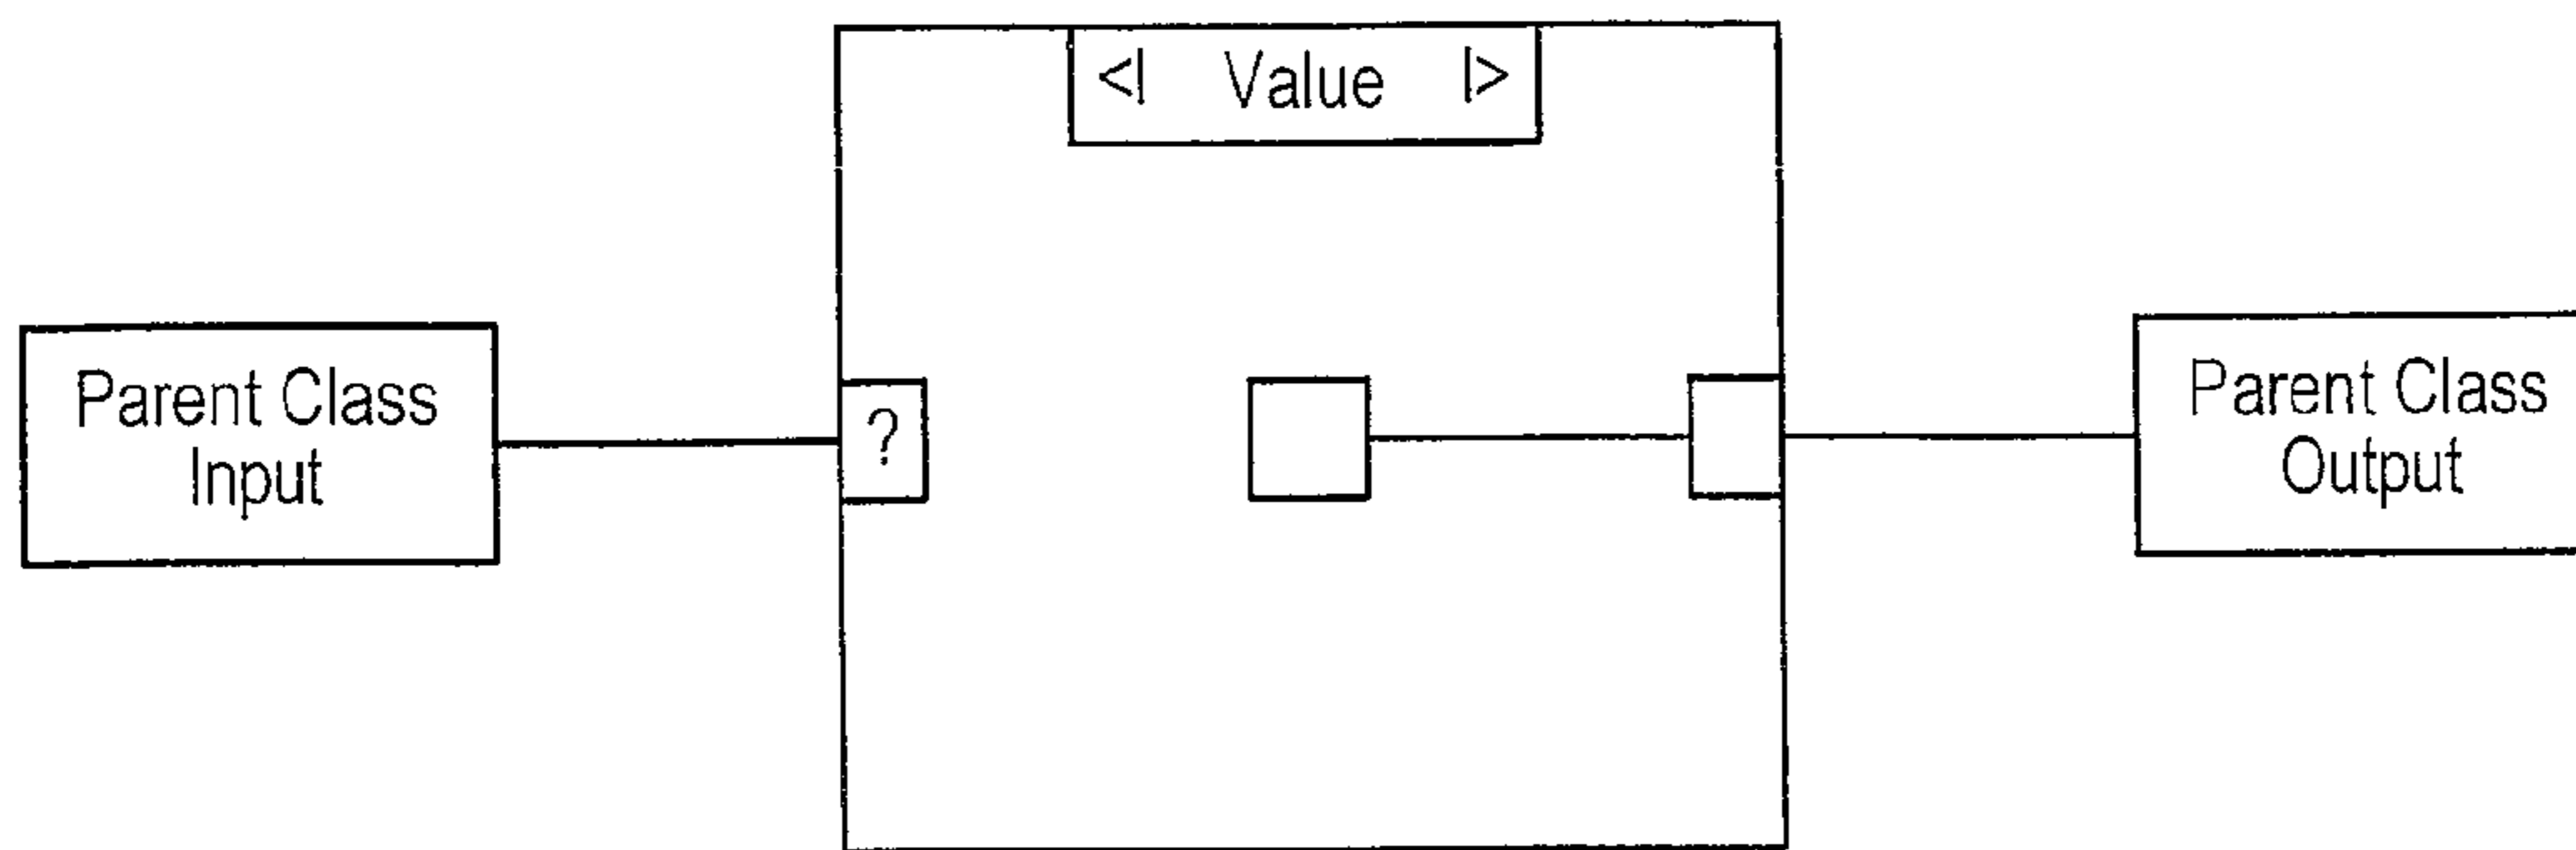 <| Value |>
Parent Class
Input
?
Parent Class
Output